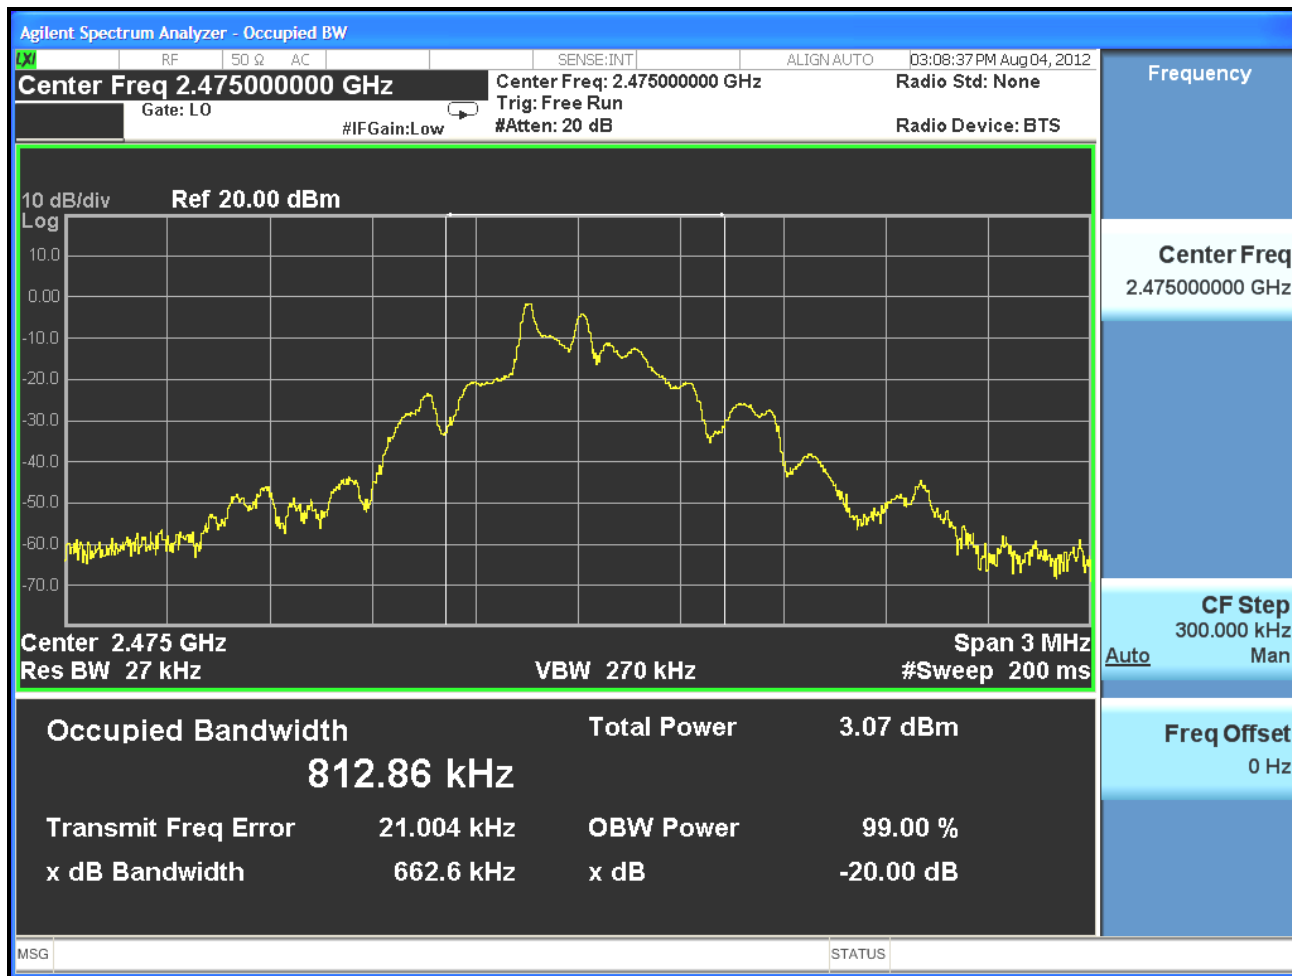 Agilent Spectrum Analyzer - Occupied BW
LXI RF 50 Ω AC SENSE:INT ALIGN AUTO 03:08:37 PM Aug 04, 2012
Center Freq 2.475000000 GHz
Gate: LO
#IFGain:Low
Center Freq: 2.475000000 GHz
Trig: Free Run
#Atten: 20 dB
Radio Std: None
Radio Device: BTS
10 dB/div Ref 20.00 dBm
Log
10.0
0.00
-10.0
-20.0
-30.0
-40.0
-50.0
-60.0
-70.0
Center 2.475 GHz Span 3 MHz
Res BW 27 kHz VBW 270 kHz #Sweep 200 ms
Occupied Bandwidth Total Power 3.07 dBm
812.86 kHz
Transmit Freq Error 21.004 kHz OBW Power 99.00 %
x dB Bandwidth 662.6 kHz x dB -20.00 dB
MSG STATUS
Frequency
Center Freq
2.475000000 GHz
CF Step
300.000 kHz
Auto Man
Freq Offset
0 Hz